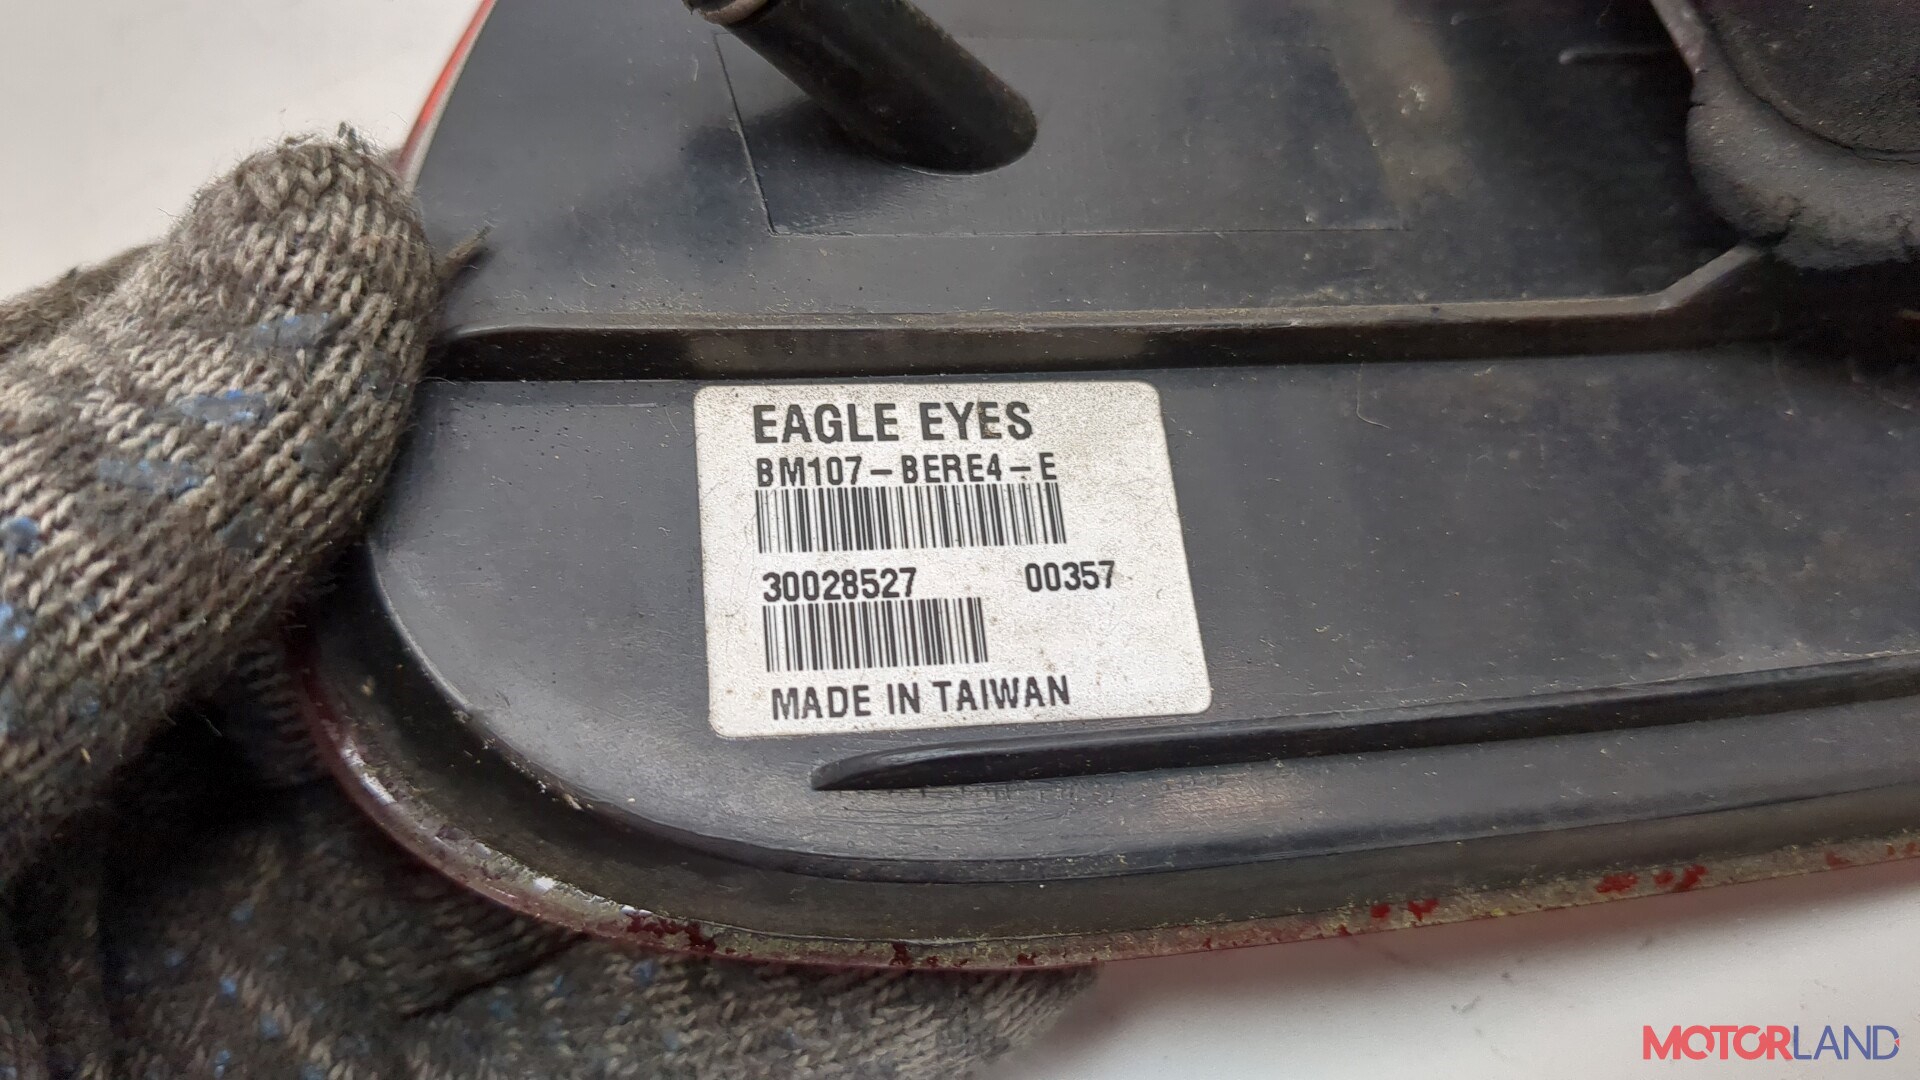 EAGLE EYES
BM107-BERE4-E
30028527 00357
MADE IN TAIWAN
MOTORLAND